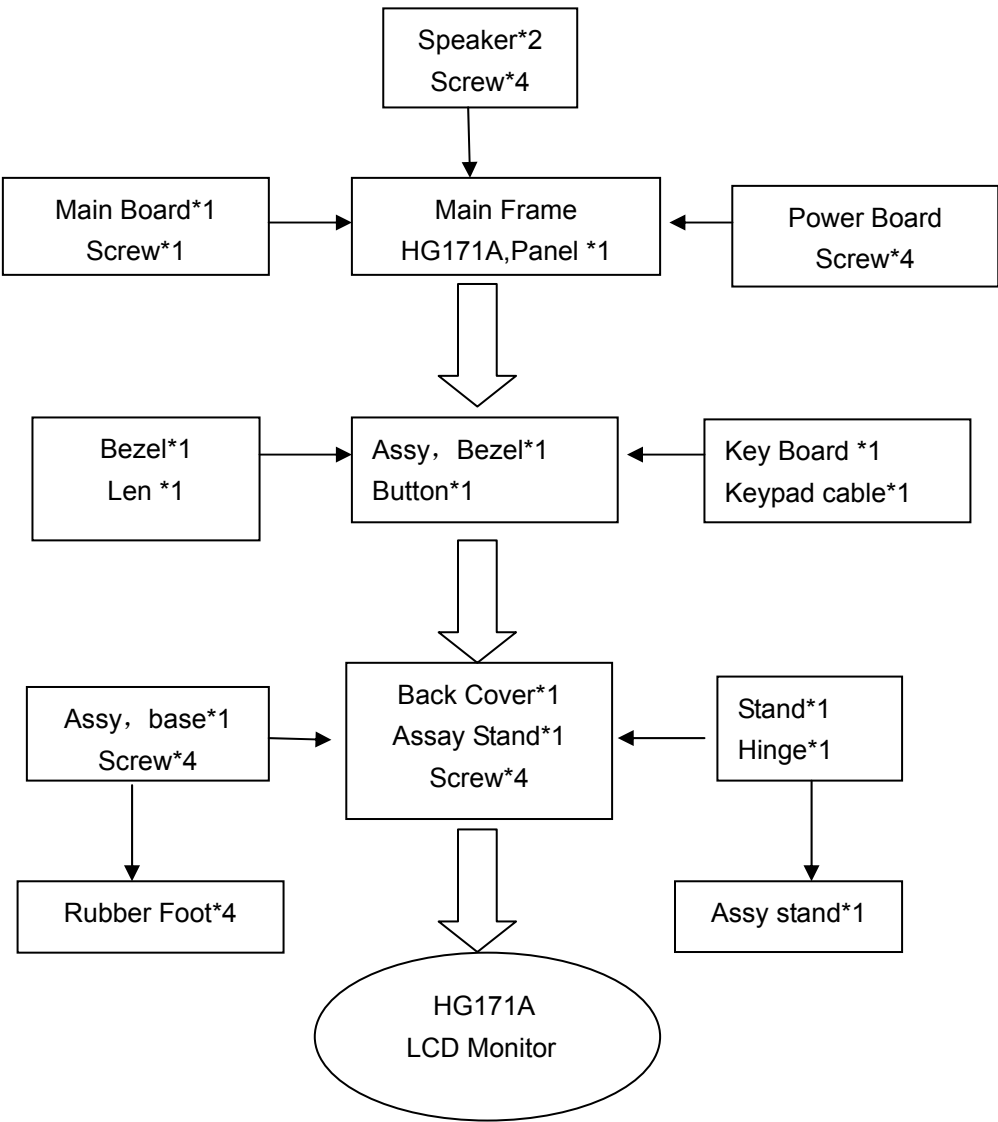 Speaker*2
Screw*4
Main Board*1
Screw*1
Main Frame
HG171A,Panel *1
Power Board
Screw*4
Bezel*1
Len *1
Assy，Bezel*1
Button*1
Key Board *1
Keypad cable*1
Assy，base*1
Screw*4
Back Cover*1
Assay Stand*1
Screw*4
Stand*1
Hinge*1
Rubber Foot*4
Assy stand*1
HG171A
LCD Monitor